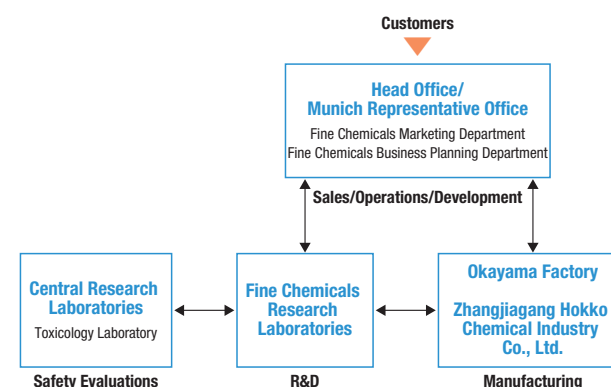 Customers
Head Office/
Munich Representative Office
Fine Chemicals Marketing Department
Fine Chemicals Business Planning Department
Sales/Operations/Development
Central Research
Laboratories
Toxicology Laboratory
Safety Evaluations
Fine Chemicals
Research
Laboratories
R&D
Okayama Factory
Zhangjiagang Hokko
Chemical Industry
Co., Ltd.
Manufacturing